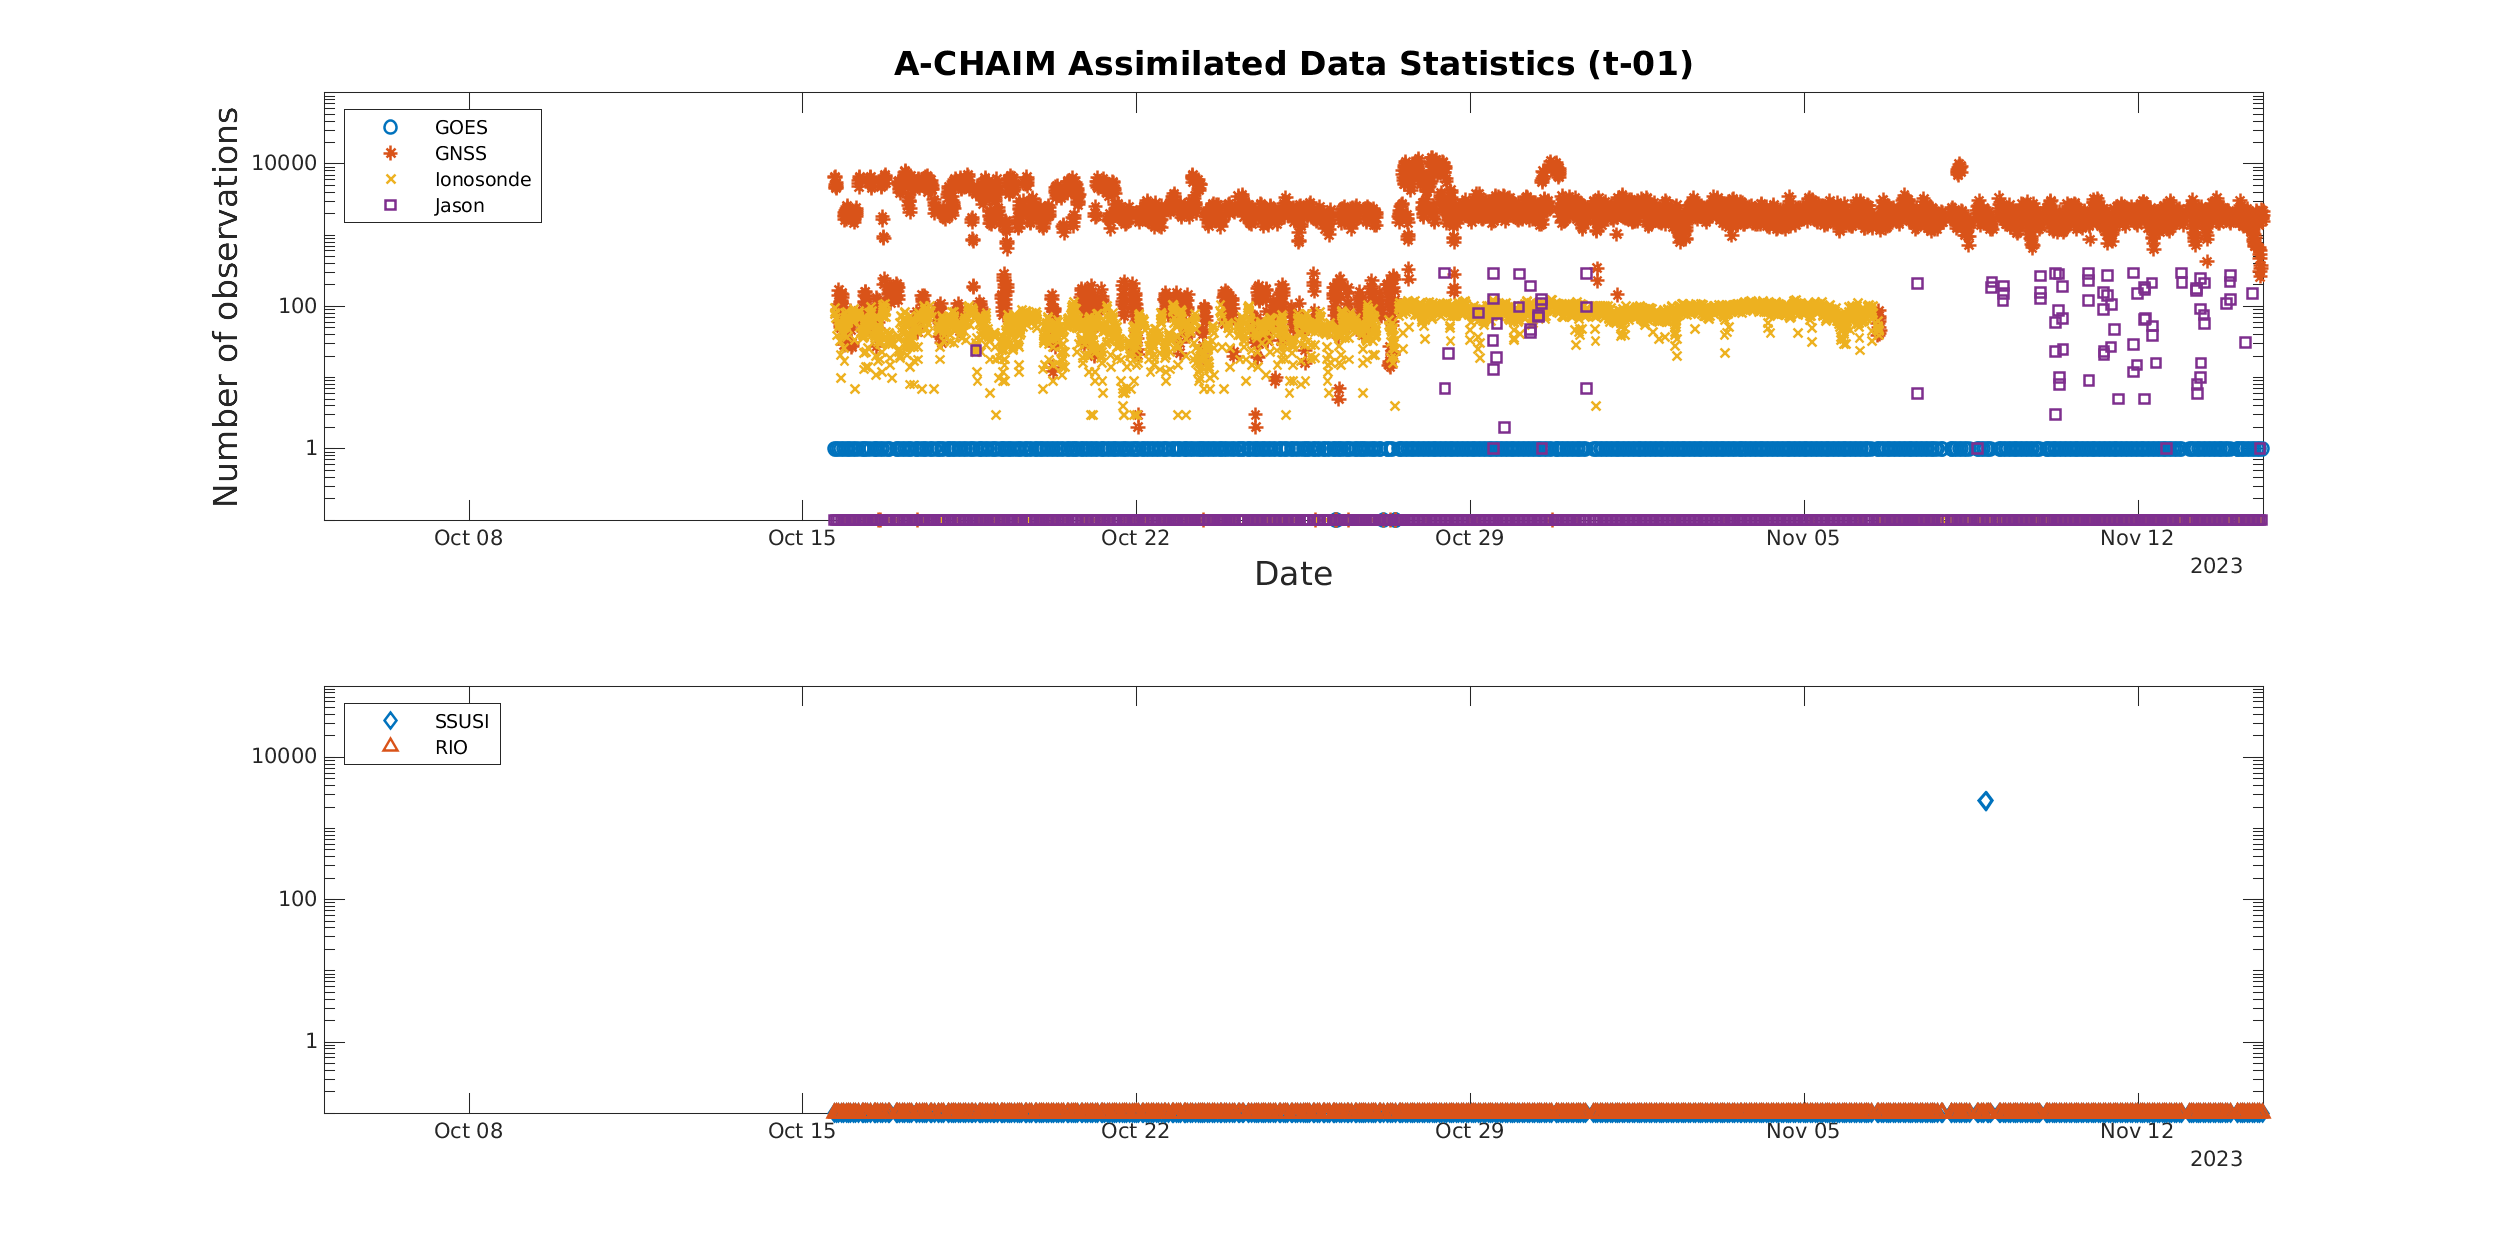 A-CHAIM Assimilated Data Statistics (t-01)
Number of observations
GOES
GNSS
Ionosonde
Jason
10000
100
1
Oct 08 Oct 15 Oct 22 Oct 29 Nov 05 Nov 12
2023
Date
SSUSI
RIO
10000
100
1
Oct 08 Oct 15 Oct 22 Oct 29 Nov 05 Nov 12
2023